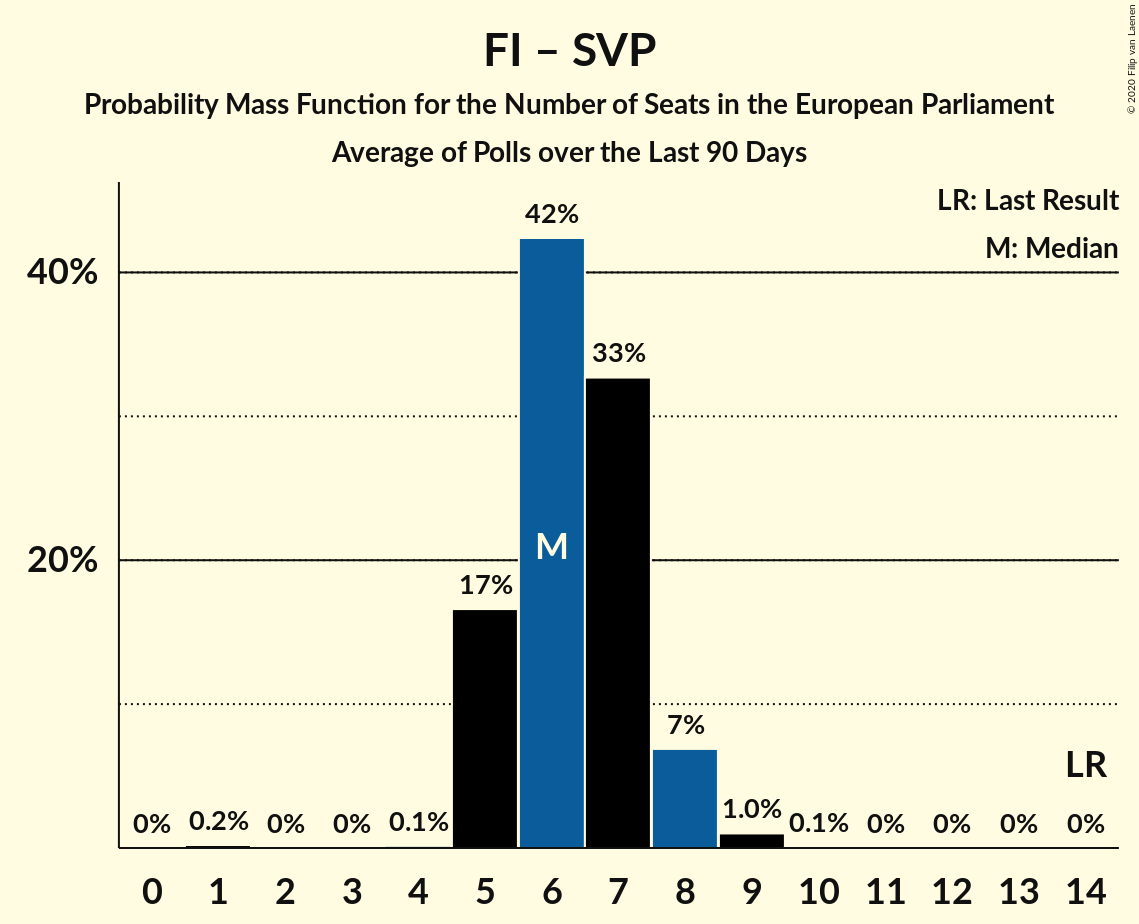 FI – SVP
Probability Mass Function for the Number of Seats in the European Parliament
Average of Polls over the Last 90 Days
© 2020 Filip van Laenen
LR: Last Result
M: Median
40%
20%
42%
33%
17%
7%
M
LR
0% 0.2% 0% 0% 0.1% 1.0% 0.1% 0% 0% 0% 0%
0 1 2 3 4 5 6 7 8 9 10 11 12 13 14